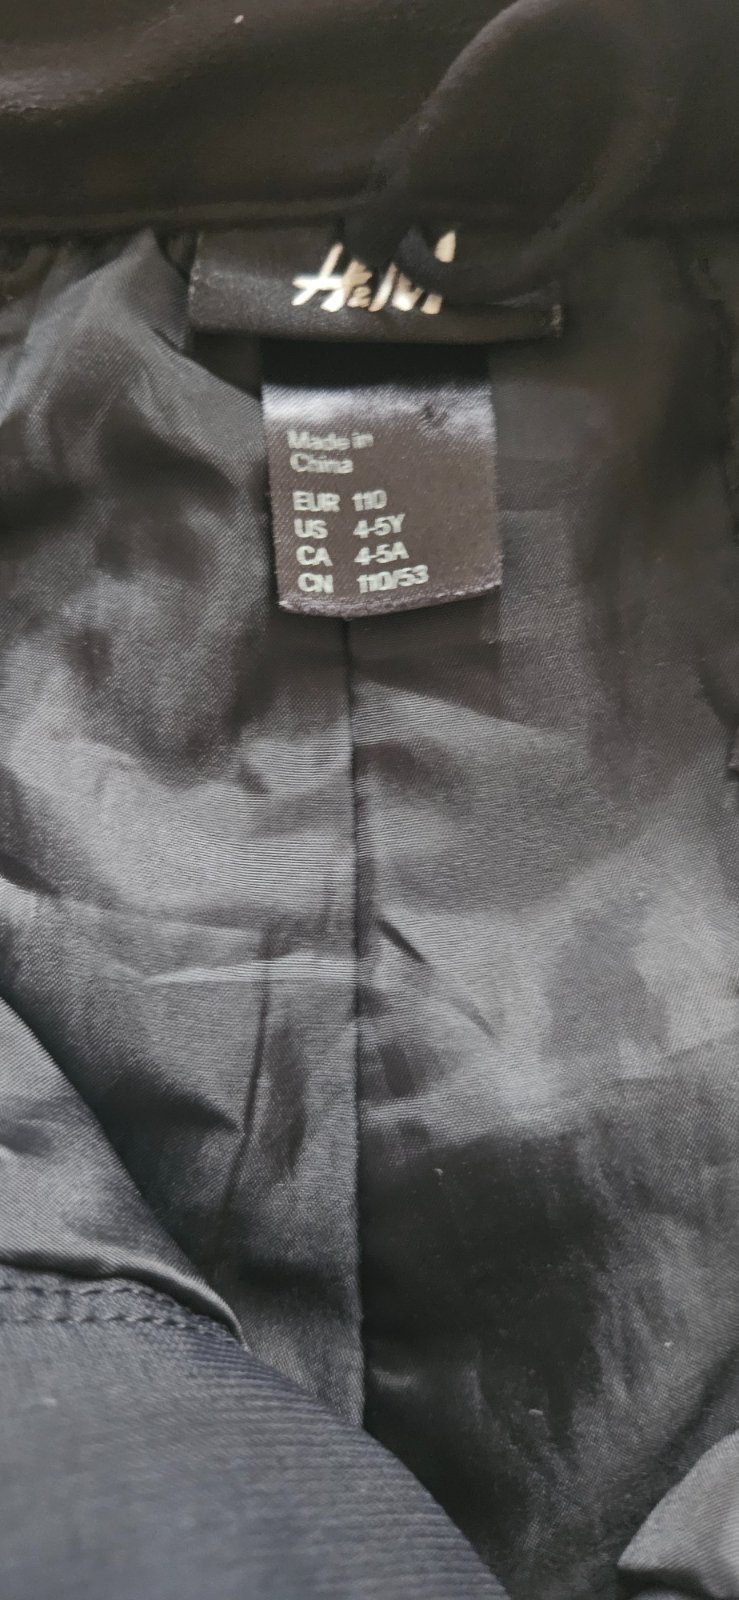 H&M
Made in
China
EUR 110
US 4-5Y
CA 4-5A
CN 110/53